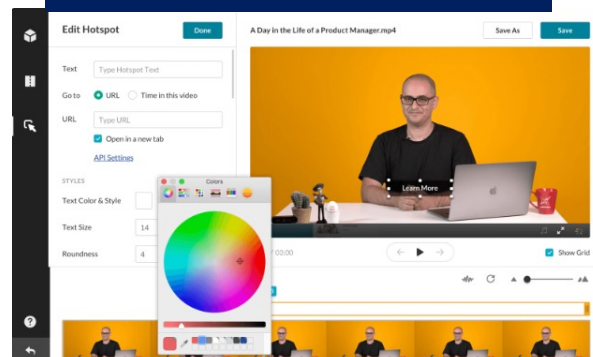 Edit Hotspot
Done
A Day in the Life of a Product Manager.mp4
Save As
Save
Text
Type Hotspot Text
Go to
URL
Time in this video
URL
Type URL
Open in a new tab
API Settings
STYLES
Colors
Text Color & Style
Text Size
14
Roundness
4
Learn More
/ 02:00
Show Grid